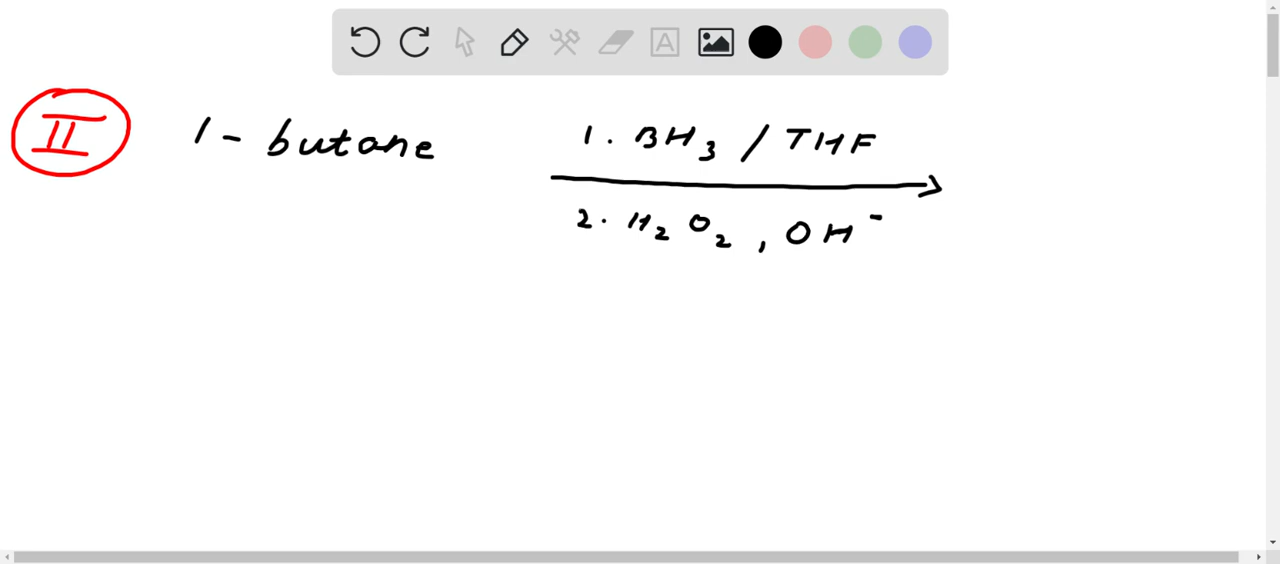 II
1-butane
1. BH₃ / THF
2. H₂O₂, OH⁻